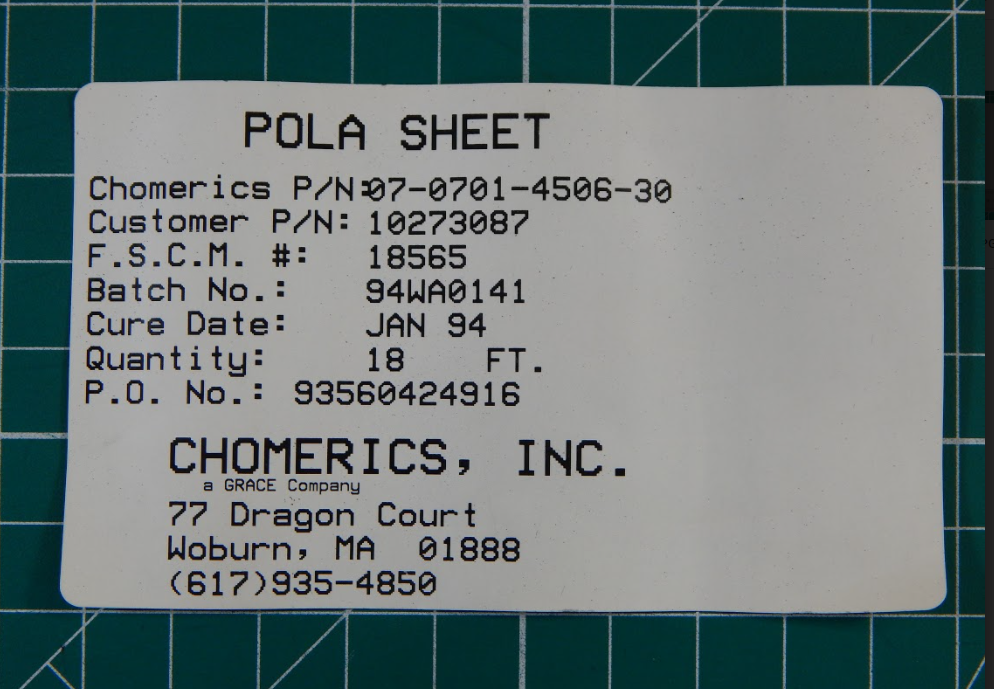 POLA SHEET
Chomerics P/N:07-0701-4506-30
Customer P/N: 10273087
F.S.C.M. #: 18565
Batch No.: 94WA0141
Cure Date: JAN 94
Quantity: 18 FT.
P.O. No.: 93560424916
CHOMERICS, INC.
a GRACE Company
77 Dragon Court
Woburn, MA 01888
(617)935-4850